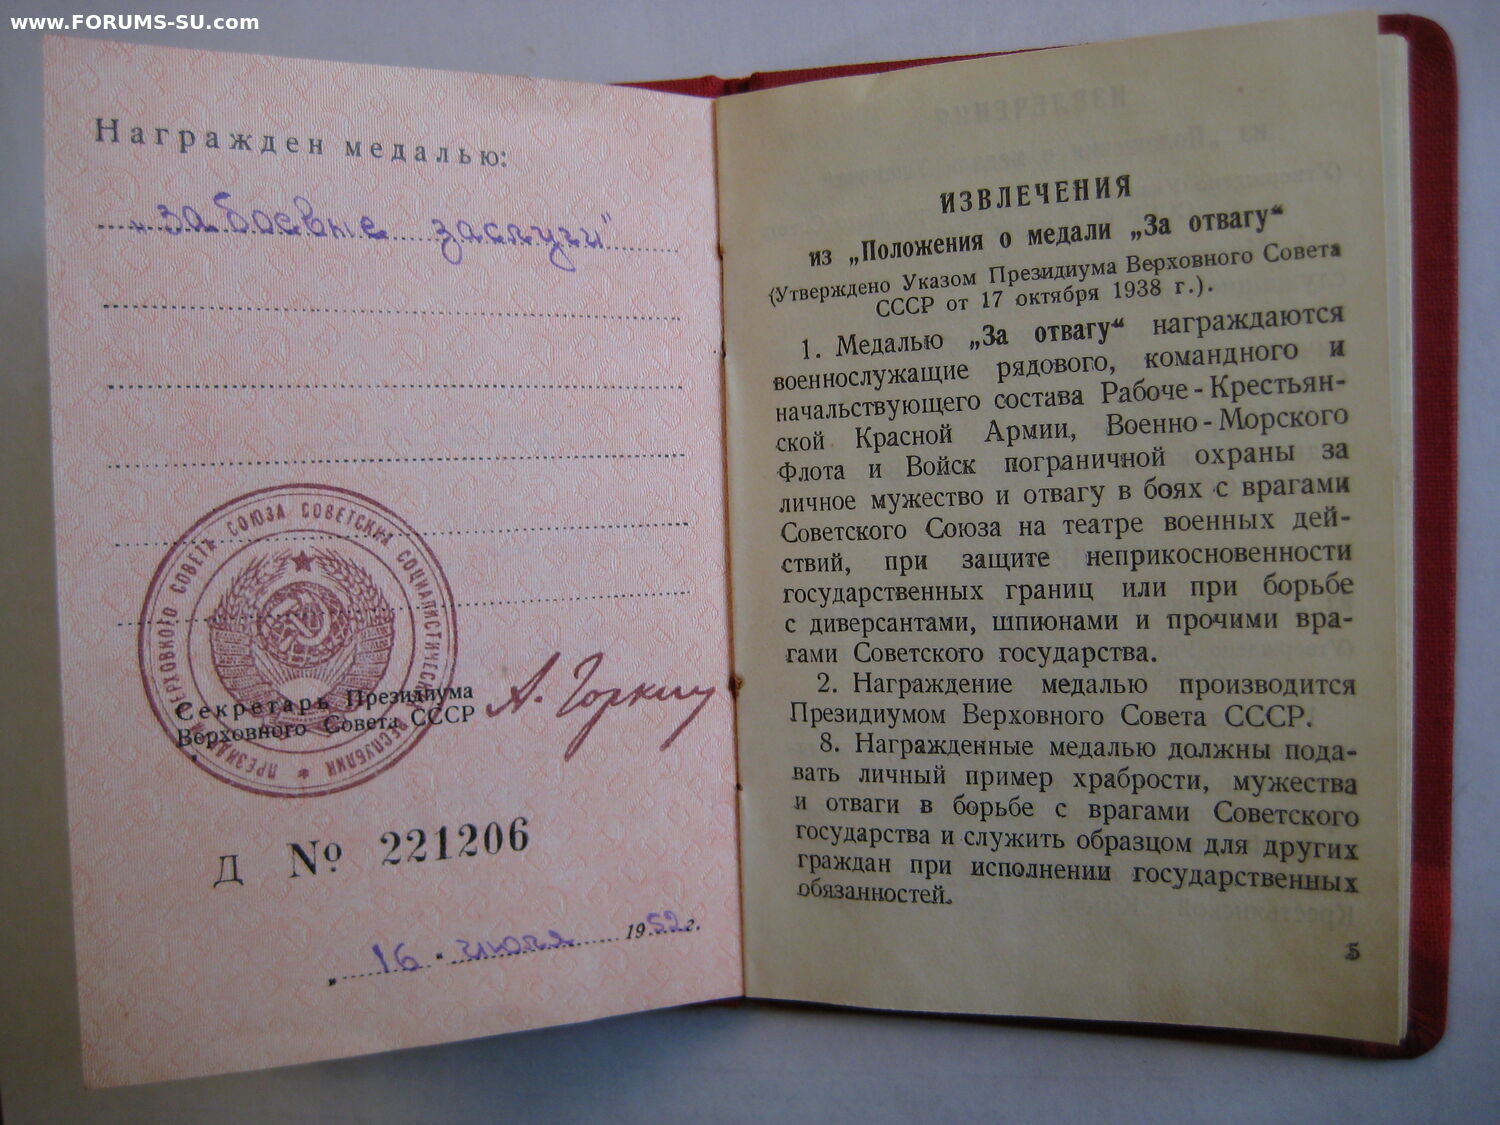 www.FORUMS-SU.com
Награжден медалью:
„за боевые заслуги"
ПРЕЗИДИУМ ВЕРХОВНОГО СОВЕТА СОЮЗА СОВЕТСКИХ СОЦИАЛИСТИЧЕСКИХ РЕСПУБЛИК
Секретарь Президиума
Верховного Совета СССР
А. Горкин
Д № 221206
„16" июля 1952 г.
ИЗВЛЕЧЕНИЯ
из „Положения о медали „За отвагу“
(Утверждено Указом Президиума Верховного Совета
СССР от 17 октября 1938 г.).
1. Медалью „За отвагу“ награждаются
военнослужащие рядового, командного и
начальствующего состава Рабоче-Крестьян-
ской Красной Армии, Военно-Морского
Флота и Войск пограничной охраны за
личное мужество и отвагу в боях с врагами
Советского Союза на театре военных дей-
ствий, при защите неприкосновенности
государственных границ или при борьбе
с диверсантами, шпионами и прочими вра-
гами Советского государства.
2. Награждение медалью производится
Президиумом Верховного Совета СССР.
8. Награжденные медалью должны пода-
вать личный пример храбрости, мужества
и отваги в борьбе с врагами Советского
государства и служить образцом для других
граждан при исполнении государственных
обязанностей.
5